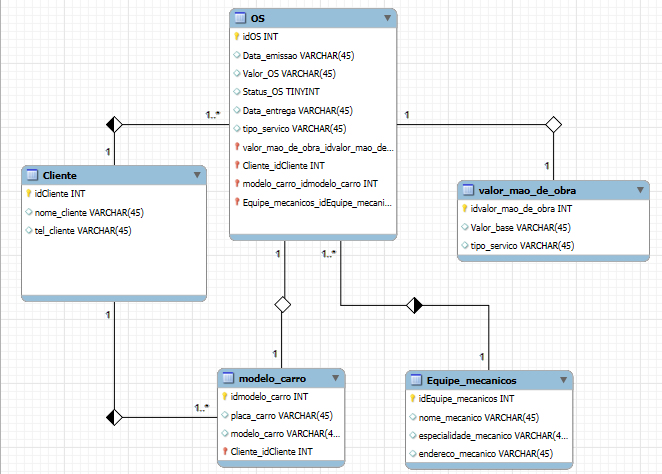 OS
idOS INT
Data_emissao VARCHAR(45)
Valor_OS VARCHAR(45)
Status_OS TINYINT
Data_entrega VARCHAR(45)
tipo_servico VARCHAR(45)
valor_mao_de_obra_idvalor_mao_de...
Cliente_idCliente INT
modelo_carro_idmodelo_carro INT
Equipe_mecanicos_idEquipe_mecani...
1..*
1
1
1
Cliente
idCliente INT
nome_cliente VARCHAR(45)
tel_cliente VARCHAR(45)
valor_mao_de_obra
idvalor_mao_de_obra INT
Valor_base VARCHAR(45)
tipo_servico VARCHAR(45)
1
1..*
1
1
1
1..*
modelo_carro
idmodelo_carro INT
placa_carro VARCHAR(45)
modelo_carro VARCHAR(4...
Cliente_idCliente INT
Equipe_mecanicos
idEquipe_mecanicos INT
nome_mecanico VARCHAR(45)
especialidade_mecanico VARCHAR(4...
endereco_mecanico VARCHAR(45)